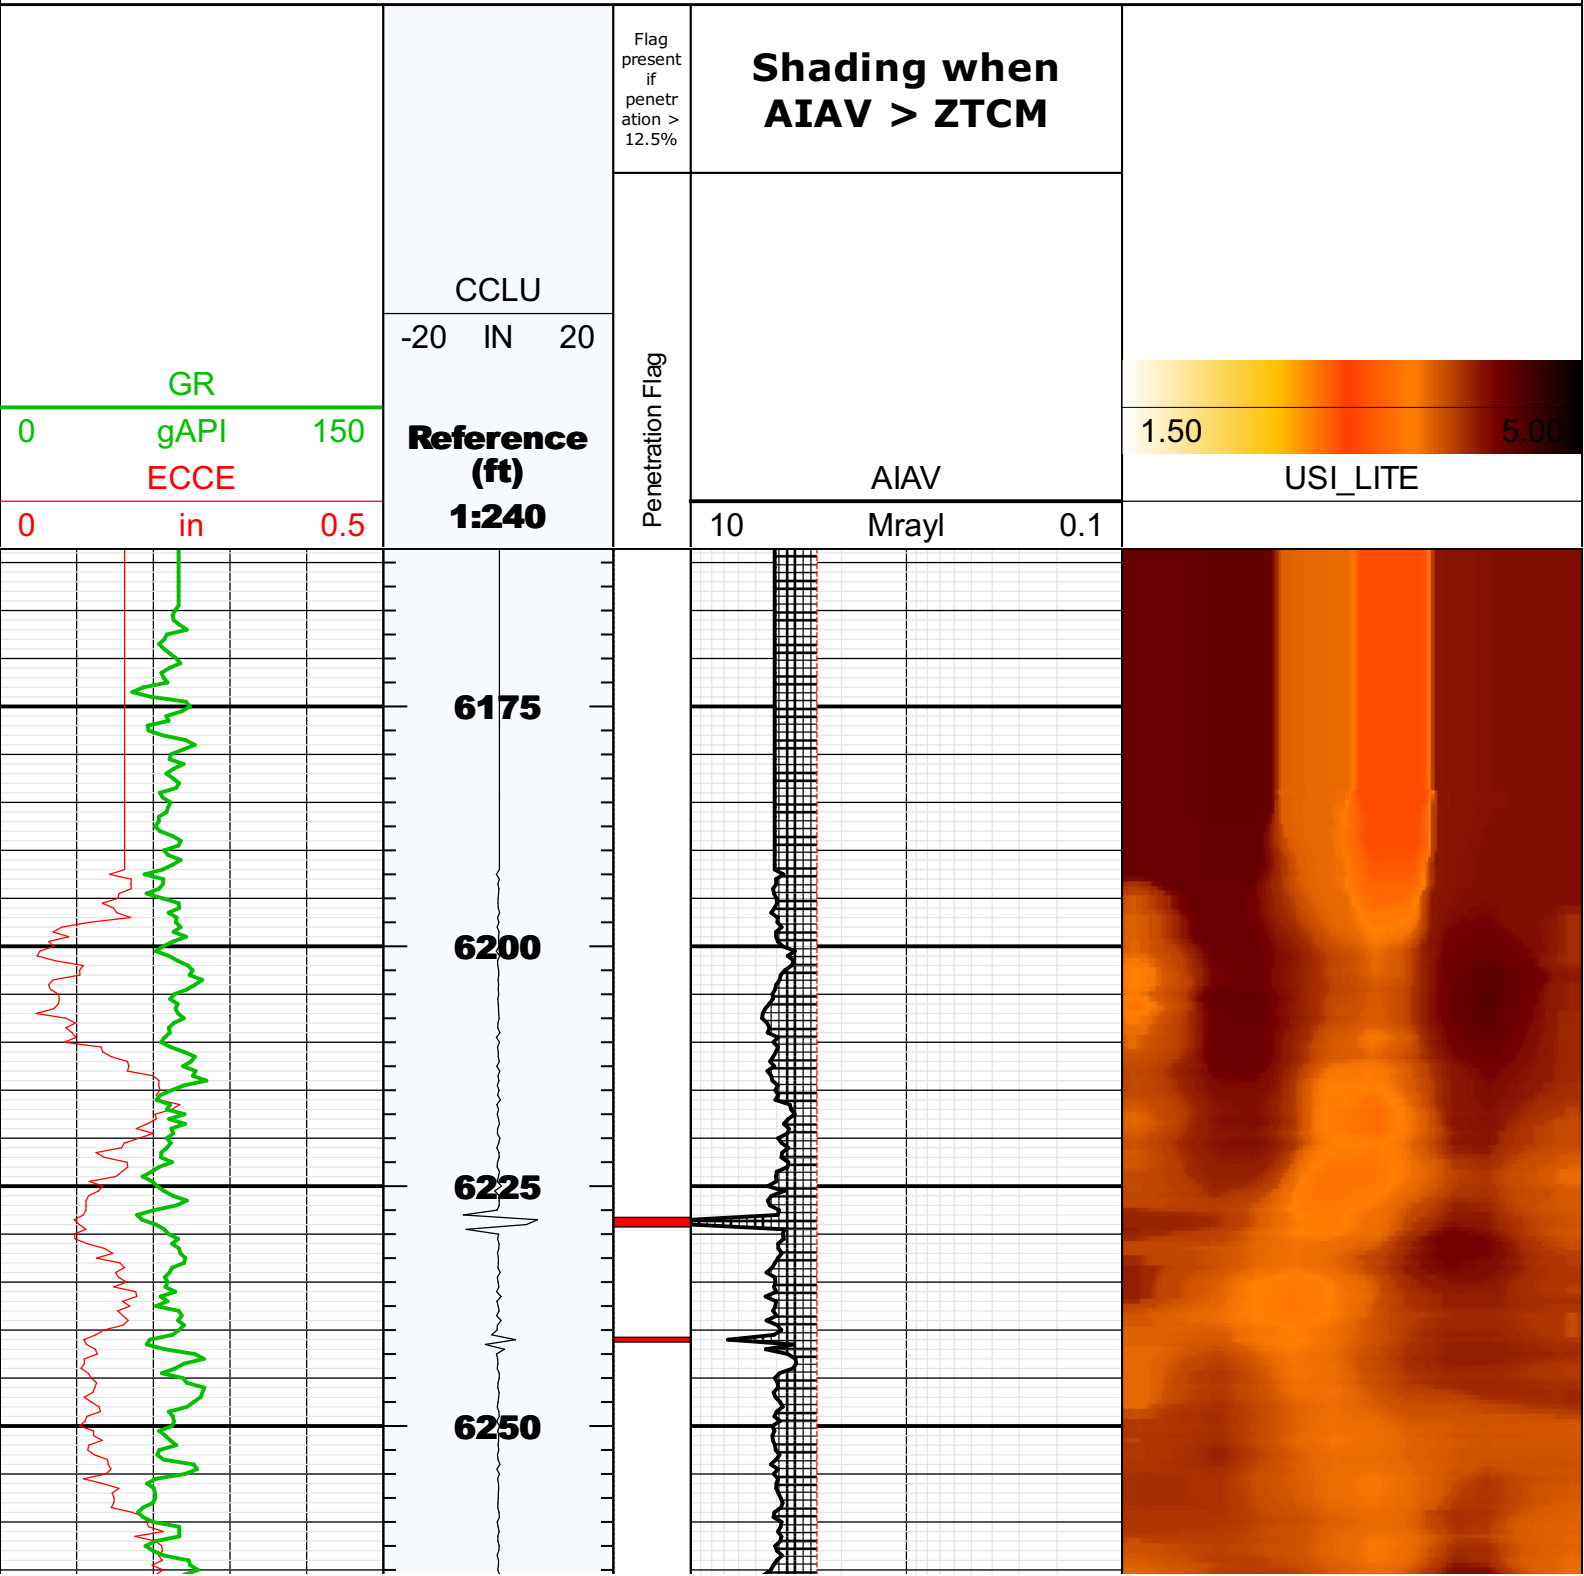 Flag
present
if
penetr
ation >
12.5%
Shading when
AIAV > ZTCM
CCLU
-20 IN 20
GR
0 gAPI 150
ECCE
0 in 0.5
Reference
(ft)
1:240
Penetration Flag
AIAV
10 Mrayl 0.1
1.50 5.00
USI_LITE
6175
6200
6225
6250